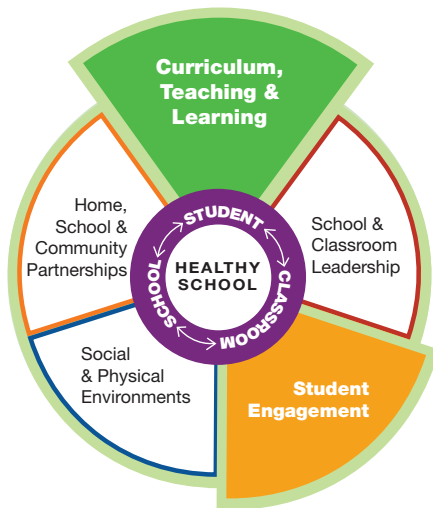 Curriculum,
Teaching &
Learning
Home,
School &
Community
Partnerships
School &
Classroom
Leadership
STUDENT
CLASSROOM
SCHOOL
HEALTHY
SCHOOL
Social
& Physical
Environments
Student
Engagement